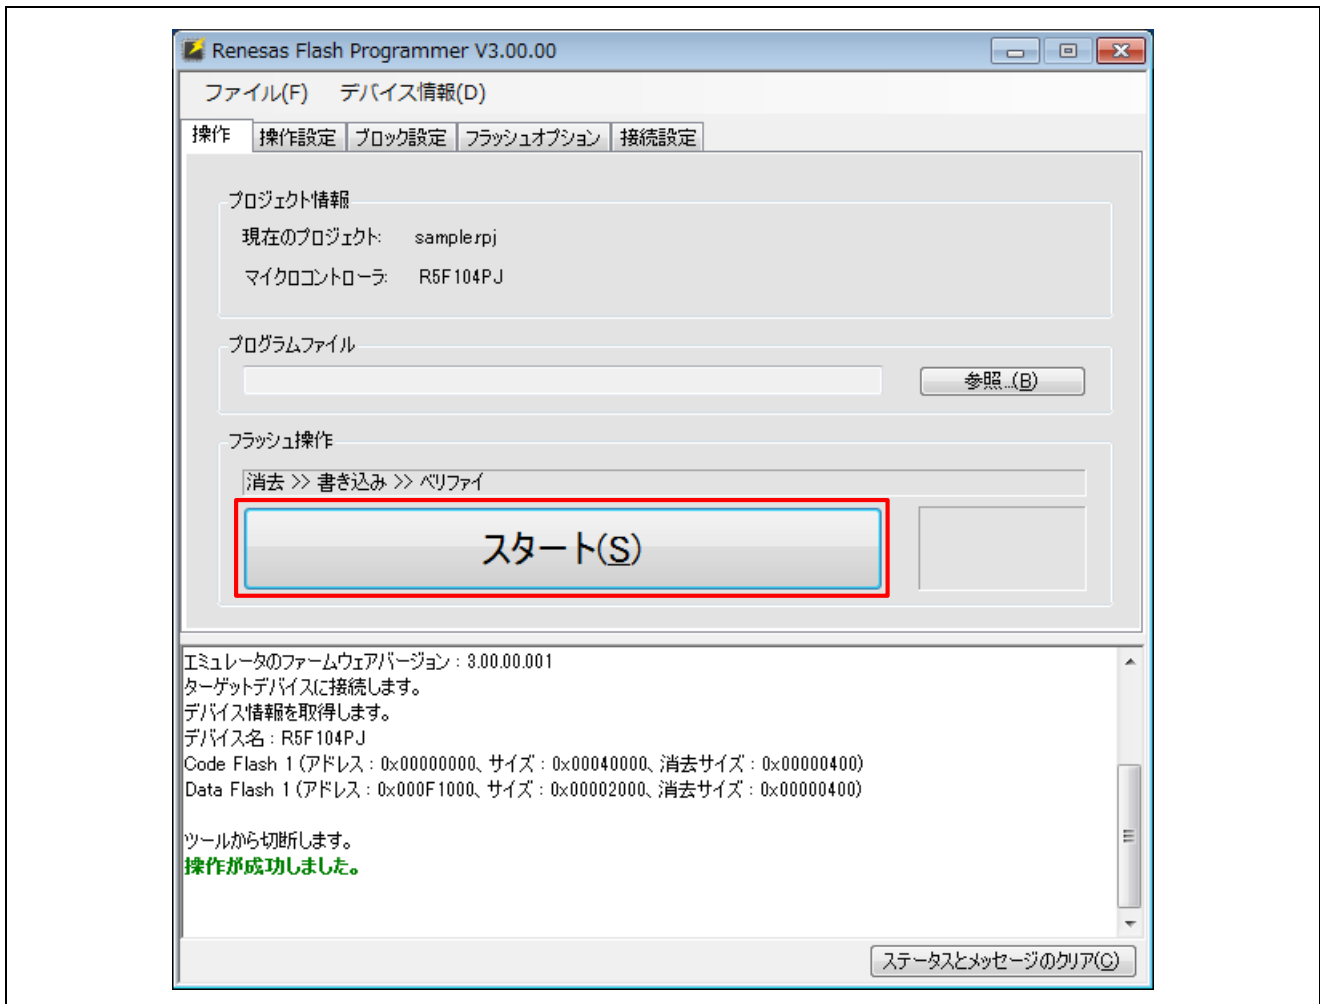 Renesas Flash Programmer V3.00.00
ファイル(F) デバイス情報(D)
操作 操作設定 ブロック設定 フラッシュオプション 接続設定
プロジェクト情報
現在のプロジェクト: sample.rpj
マイクロコントローラ: R5F104PJ
プログラムファイル
参照...(B)
フラッシュ操作
消去 >> 書き込み >> ベリファイ
スタート(S)
エミュレータのファームウェアバージョン : 3.00.00.001
ターゲットデバイスに接続します。
デバイス情報を取得します。
デバイス名 : R5F104PJ
Code Flash 1 (アドレス : 0x00000000、サイズ : 0x00040000、消去サイズ : 0x00000400)
Data Flash 1 (アドレス : 0x000F1000、サイズ : 0x00002000、消去サイズ : 0x00000400)
ツールから切断します。
操作が成功しました。
ステータスとメッセージのクリア(C)